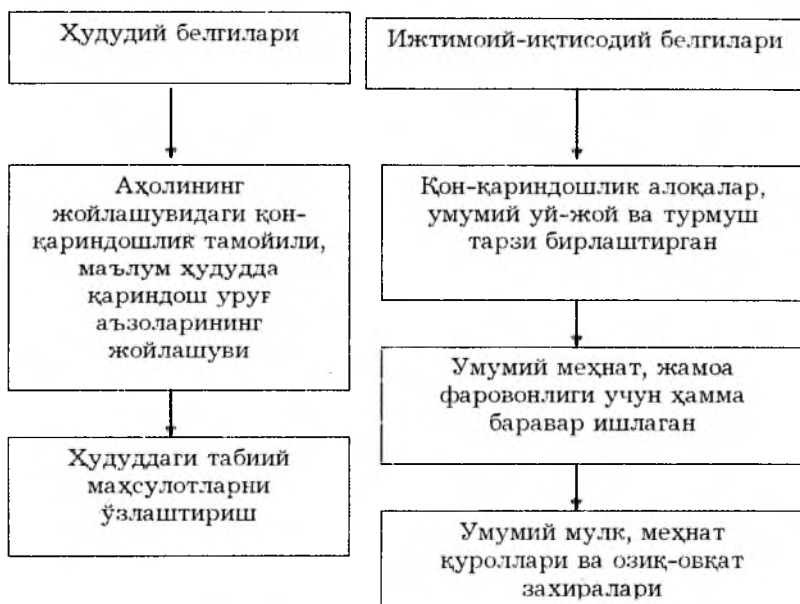 Ҳудудий белгилари
Аҳолининг
жойлашувидаги қон-
қариндошлик тамойили,
маълум ҳудудда
қариндош уруғ
аъзоларининг
жойлашуви
Ҳудуддаги табиий
маҳсулотларни
ўзлаштириш
Ижтимоий-иқтисодий белгилари
Қон-қариндошлик алоқалар,
умумий уй-жой ва турмуш
тарзи бирлаштирган
Умумий меҳнат, жамоа
фаровонлиги учун ҳамма
баравар ишлаган
Умумий мулк, меҳнат
қуроллари ва озиқ-овқат
захиралари